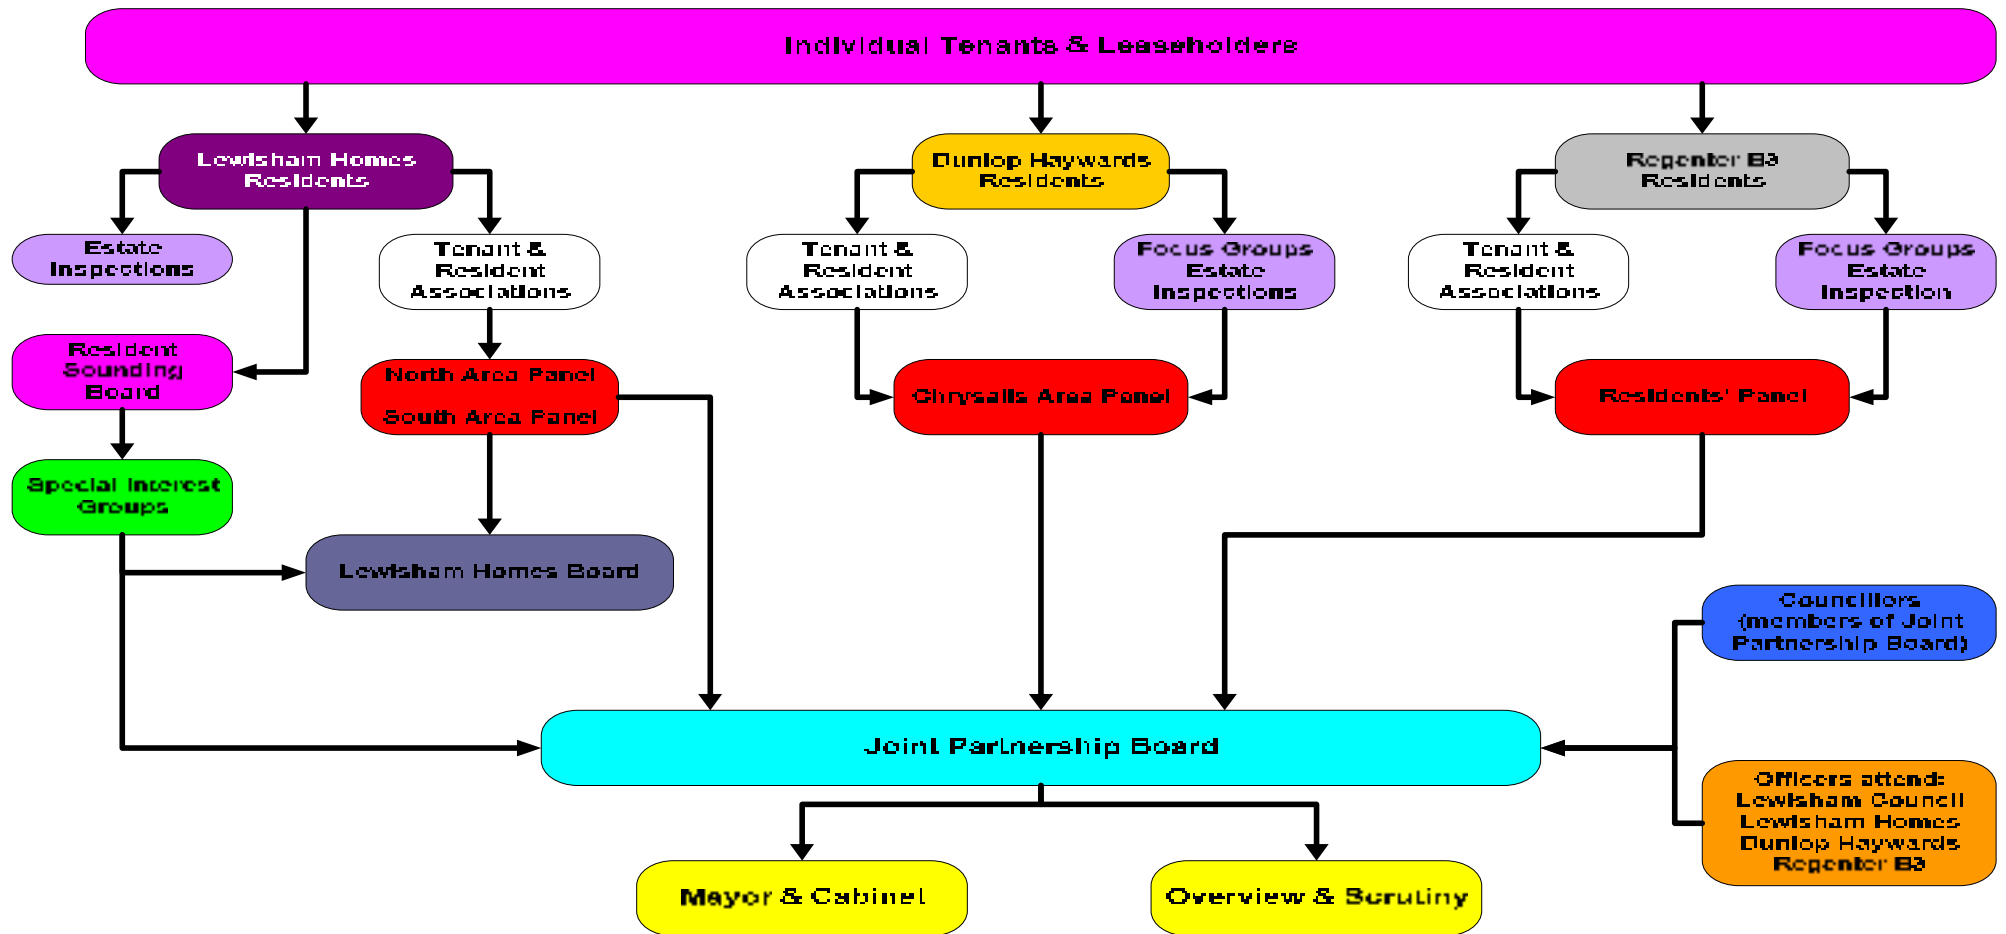 Individual Tenants & Leaseholders
Lewisham Homes
Residents
Dunlop Haywards
Residents
Regenter B3
Residents
Estate
Inspections
Tenant &
Resident
Associations
Tenant &
Resident
Associations
Focus Groups
Estate
Inspections
Tenant &
Resident
Associations
Focus Groups
Estate
Inspection
Resident
Sounding
Board
North Area Panel
South Area Panel
Chrysalis Area Panel
Residents' Panel
Special Interest
Groups
Lewisham Homes Board
Councillors
(members of Joint
Partnership Board)
Joint Partnership Board
Officers attend:
Lewisham Council
Lewisham Homes
Dunlop Haywards
Regenter B3
Mayor & Cabinet
Overview & Scrutiny